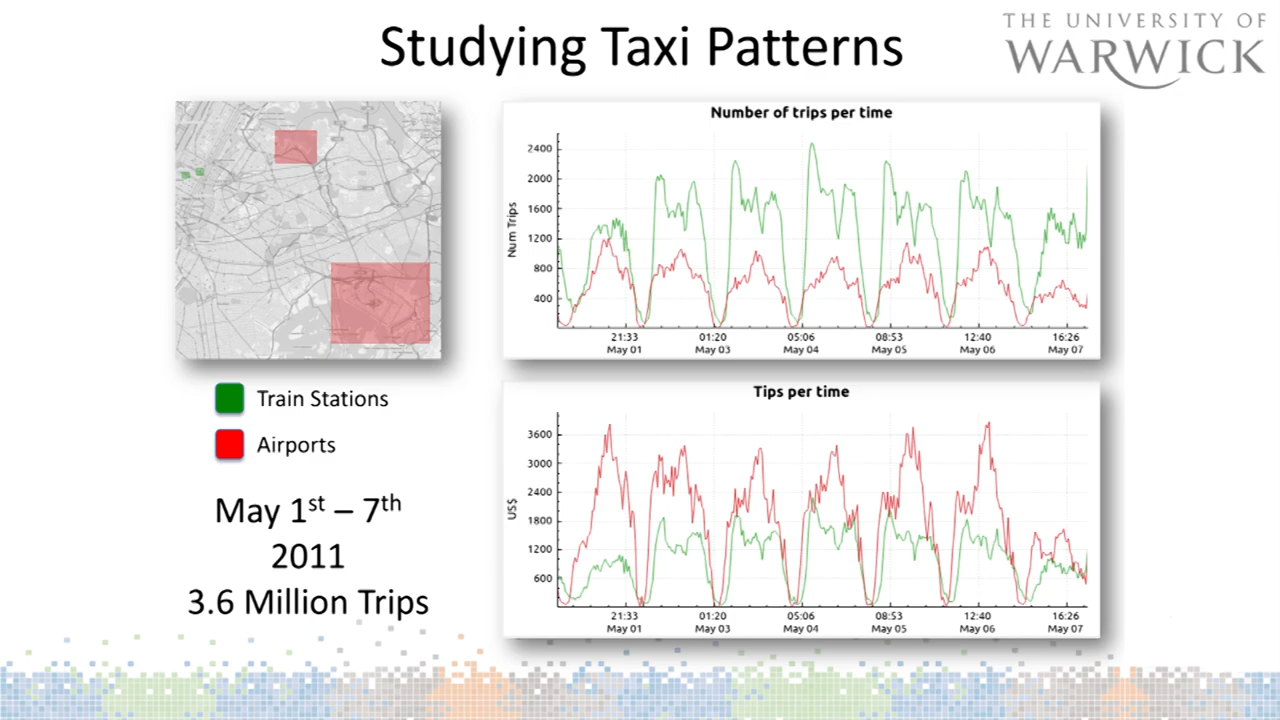 Studying Taxi Patterns
THE UNIVERSITY OF
WARWICK
Number of trips per time
2400
2000
1600
1200
800
400
Num Trips
21:33 01:20 05:06 08:53 12:40 16:26
May 01 May 03 May 04 May 05 May 06 May 07
Train Stations
Airports
May 1st – 7th
2011
3.6 Million Trips
Tips per time
3600
3000
2400
1800
1200
600
US$
21:33 01:20 05:06 08:53 12:40 16:26
May 01 May 03 May 04 May 05 May 06 May 07